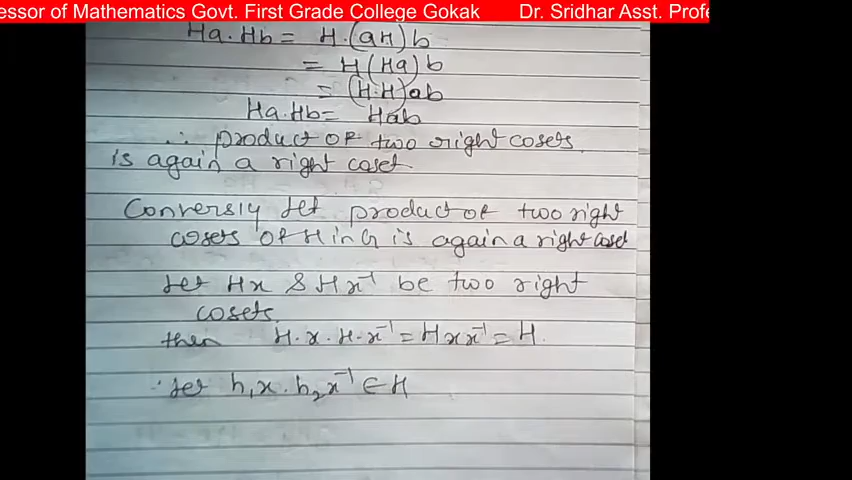 essor of Mathematics Govt. First Grade College Gokak Dr. Sridhar Asst. Profe
Ha.Hb = H.(aH)b
= H(Ha)b
= (H.H)ab
Ha.Hb= Hab
∴ product of two right cosets
is again a right coset.
Conversly let product of two right
cosets of H in G is again a right coset
let Hx & Hx⁻¹ be two right
cosets.
then H.x.H.x⁻¹ = Hxx⁻¹ = H.
let h₁x.h₂x⁻¹ ∈ H